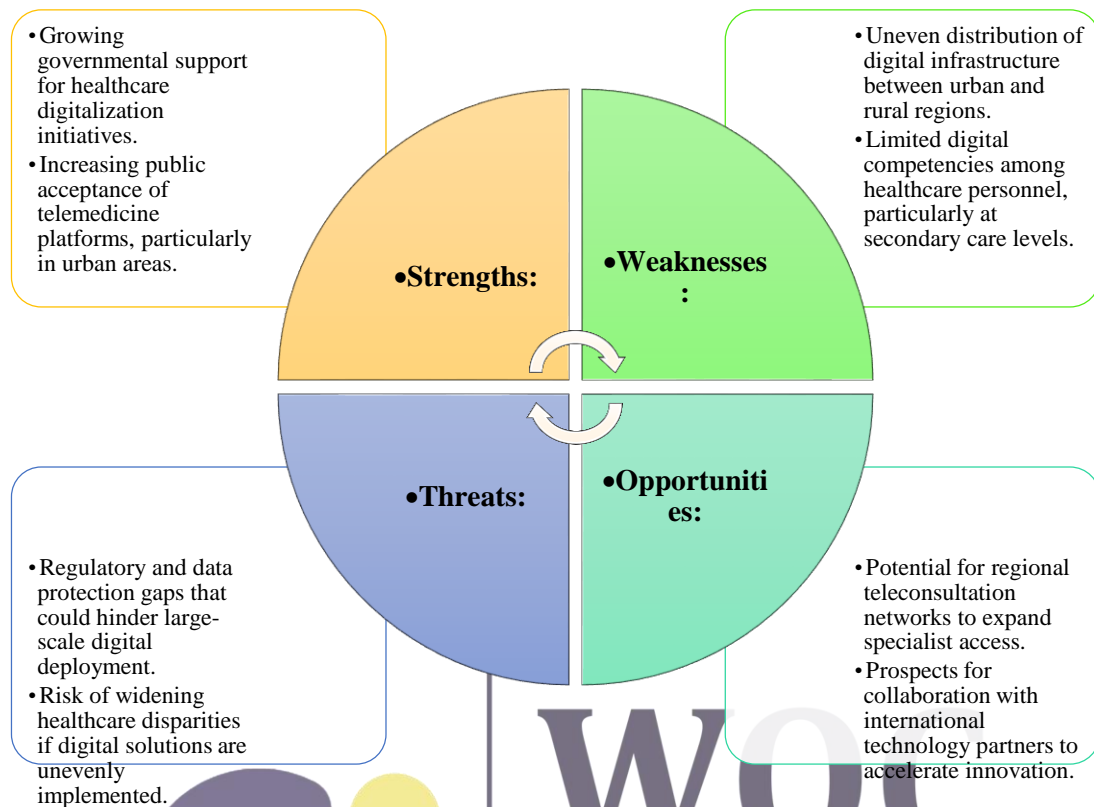 •Growing
governmental support
for healthcare
digitalization
initiatives.
•Increasing public
acceptance of
telemedicine
platforms, particularly
in urban areas.
•Uneven distribution of
digital infrastructure
between urban and
rural regions.
•Limited digital
competencies among
healthcare personnel,
particularly at
secondary care levels.
•Strengths:
•Weaknesses
:
•Threats:
•Opportuniti
es:
•Regulatory and data
protection gaps that
could hinder large-
scale digital
deployment.
•Risk of widening
healthcare disparities
if digital solutions are
unevenly
implemented.
•Potential for regional
teleconsultation
networks to expand
specialist access.
•Prospects for
collaboration with
international
technology partners to
accelerate innovation.
WOC